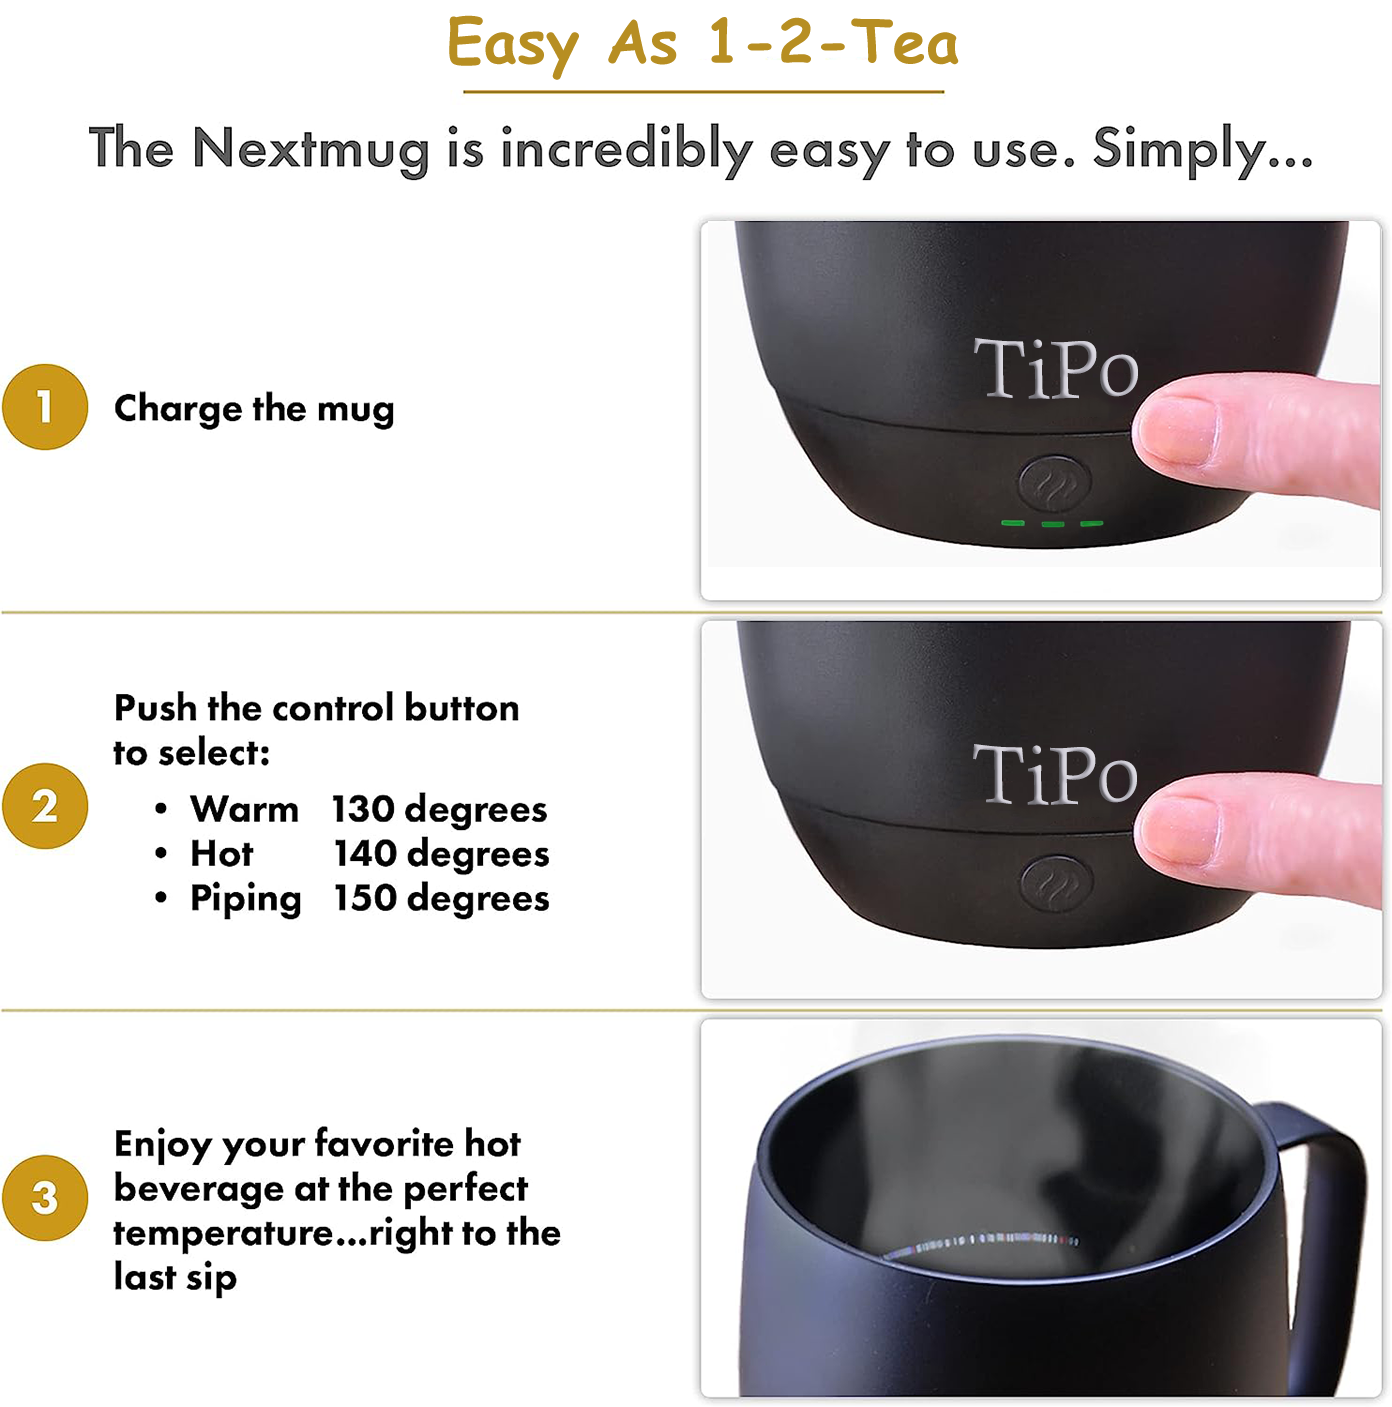 Easy As 1-2-Tea
The Nextmug is incredibly easy to use. Simply...
TiPo
1
Charge the mug
Push the control button
to select:
TiPo
2
• Warm 130 degrees
• Hot 140 degrees
• Piping 150 degrees
3
Enjoy your favorite hot
beverage at the perfect
temperature...right to the
last sip